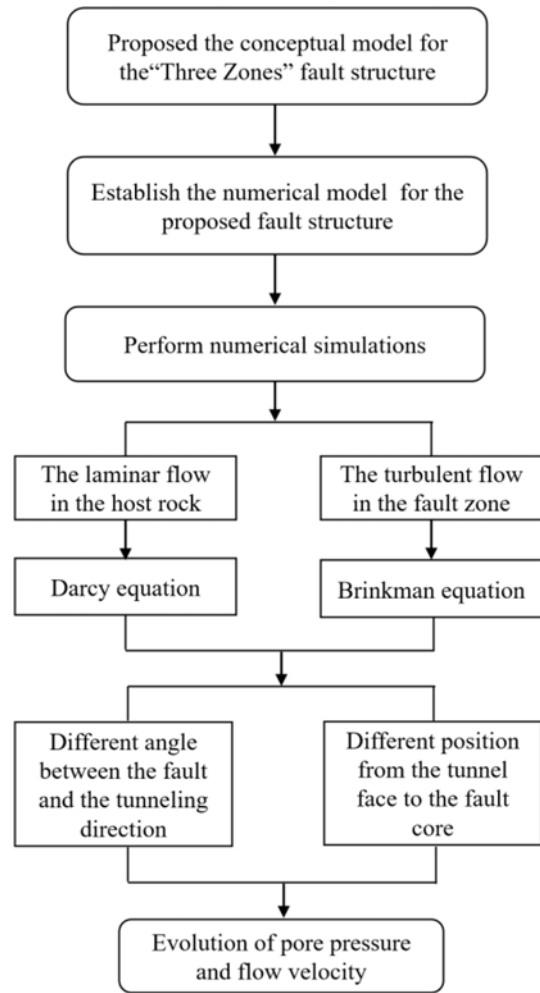 Proposed the conceptual model for
the“Three Zones” fault structure
Establish the numerical model for the
proposed fault structure
Perform numerical simulations
The laminar flow
in the host rock
The turbulent flow
in the fault zone
Darcy equation
Brinkman equation
Different angle
between the fault
and the tunneling
direction
Different position
from the tunnel
face to the fault
core
Evolution of pore pressure
and flow velocity